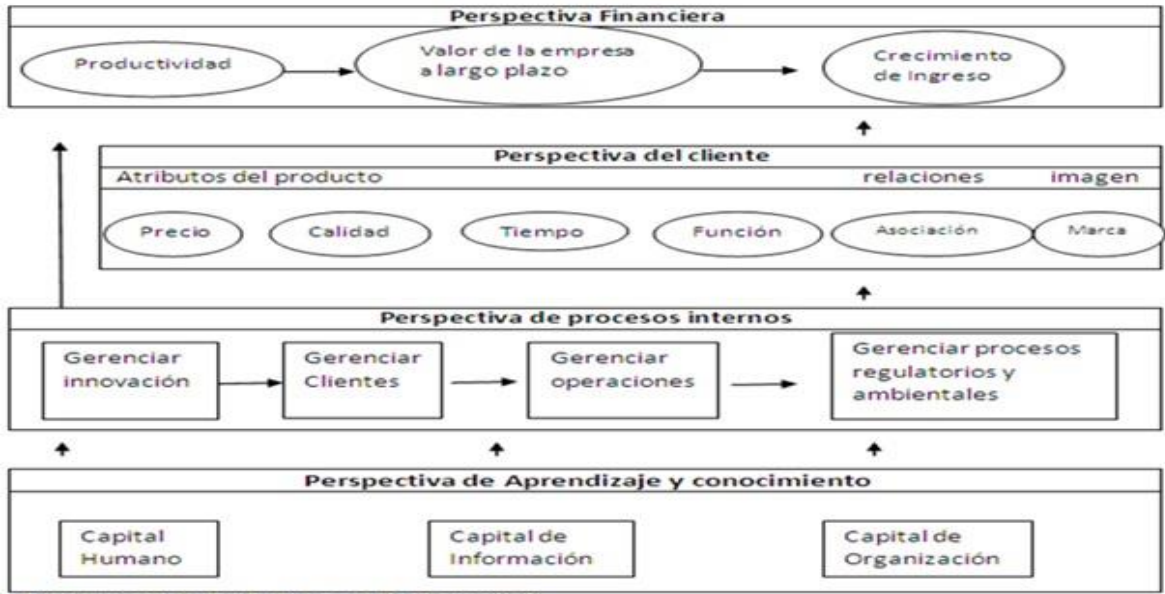 Perspectiva Financiera
Productividad
Valor de la empresa
a largo plazo
Crecimiento
de Ingreso
Perspectiva del cliente
Atributos del producto
relaciones
imagen
Precio
Calidad
Tiempo
Función
Asociación
Marca
Perspectiva de procesos internos
Gerenciar
innovación
Gerenciar
Clientes
Gerenciar
operaciones
Gerenciar procesos
regulatorios y
ambientales
Perspectiva de Aprendizaje y conocimiento
Capital
Humano
Capital de
Información
Capital de
Organización